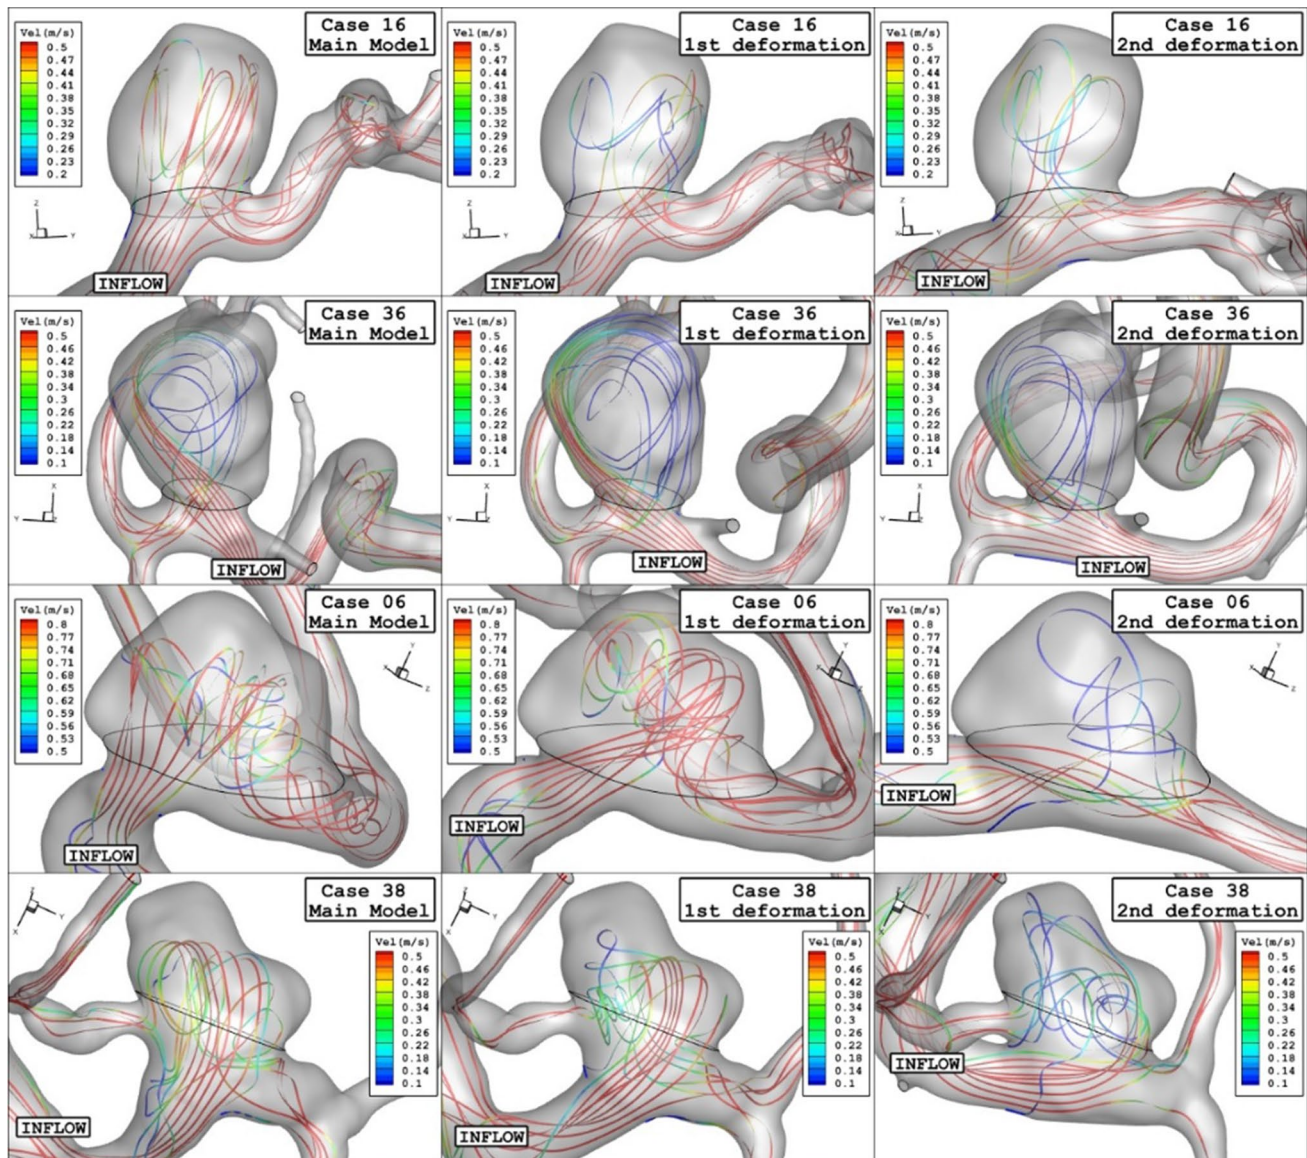 Vel(m/s)
0.5
0.47
0.44
0.41
0.38
0.35
0.32
0.29
0.26
0.23
0.2
Case 16
Main Model
Z
X
Y
INFLOW
Vel(m/s)
0.5
0.47
0.44
0.41
0.38
0.35
0.32
0.29
0.26
0.23
0.2
Case 16
1st deformation
Z
X
Y
INFLOW
Vel(m/s)
0.5
0.47
0.44
0.41
0.38
0.35
0.32
0.29
0.26
0.23
0.2
Case 16
2nd deformation
Z
X
Y
INFLOW
Vel(m/s)
0.5
0.46
0.42
0.38
0.34
0.3
0.26
0.22
0.18
0.14
0.1
Case 36
Main Model
X
Y
Z
INFLOW
Vel(m/s)
0.5
0.46
0.42
0.38
0.34
0.3
0.26
0.22
0.18
0.14
0.1
Case 36
1st deformation
X
Y
Z
INFLOW
Vel(m/s)
0.5
0.46
0.42
0.38
0.34
0.3
0.26
0.22
0.18
0.14
0.1
Case 36
2nd deformation
X
Y
Z
INFLOW
Vel(m/s)
0.8
0.77
0.74
0.71
0.68
0.65
0.62
0.59
0.56
0.53
0.5
Case 06
Main Model
Y
X
Z
INFLOW
Vel(m/s)
0.8
0.77
0.74
0.71
0.68
0.65
0.62
0.59
0.56
0.53
0.5
Case 06
1st deformation
Y
X
Z
INFLOW
Vel(m/s)
0.8
0.77
0.74
0.71
0.68
0.65
0.62
0.59
0.56
0.53
0.5
Case 06
2nd deformation
Y
X
Z
INFLOW
Case 38
Main Model
Z
Y
X
Vel(m/s)
0.5
0.46
0.42
0.38
0.34
0.3
0.26
0.22
0.18
0.14
0.1
INFLOW
Case 38
1st deformation
Z
Y
X
Vel(m/s)
0.5
0.46
0.42
0.38
0.34
0.3
0.26
0.22
0.18
0.14
0.1
INFLOW
Case 38
2nd deformation
Y
Vel(m/s)
0.5
0.46
0.42
0.38
0.34
0.3
0.26
0.22
0.18
0.14
0.1
INFLOW